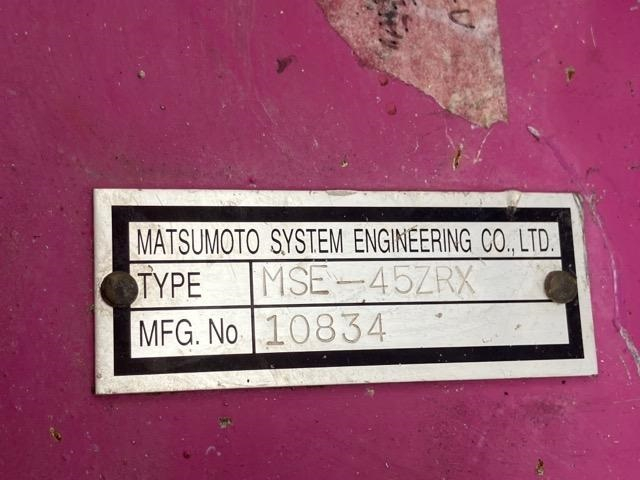 MATSUMOTO SYSTEM ENGINEERING CO., LTD.
TYPE MSE-45ZRX
MFG. No 10834